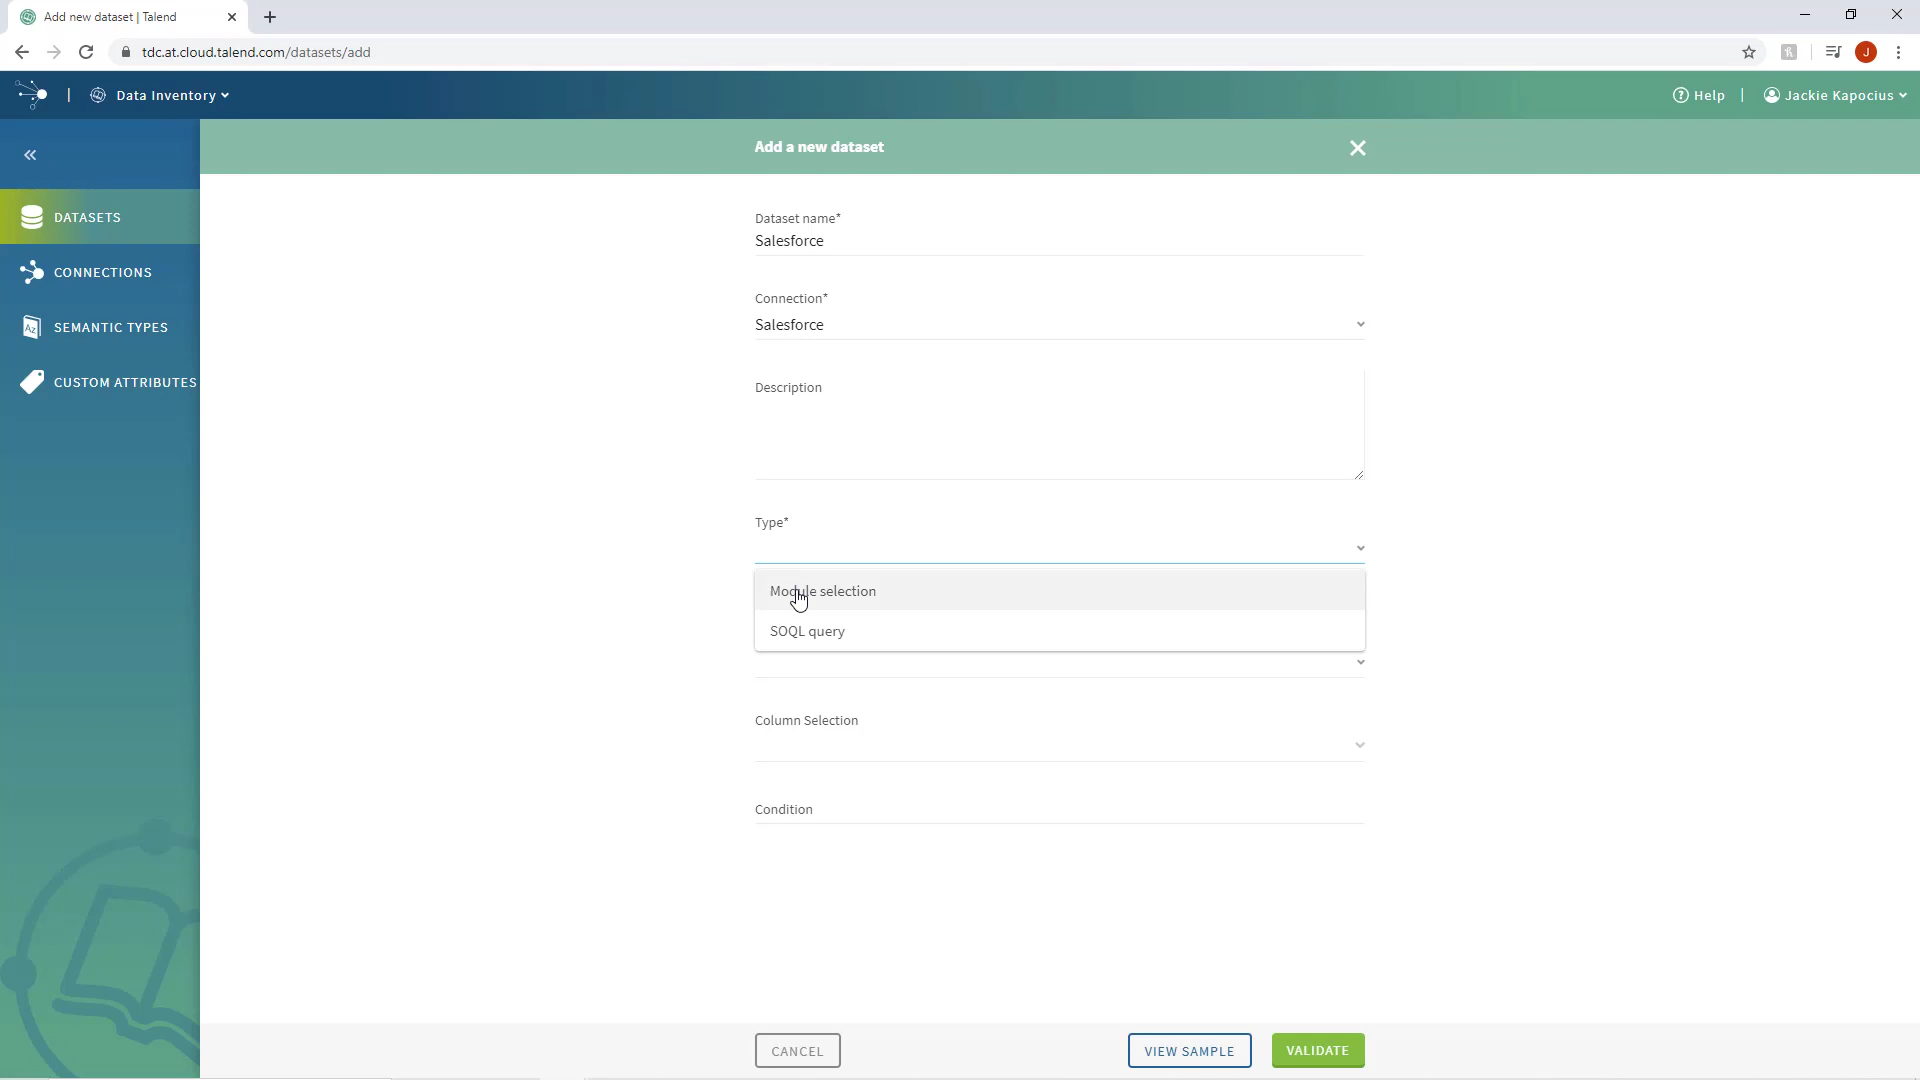 Add new dataset | Talend
tdc.at.cloud.talend.com/datasets/add
J
Data Inventory
Help
Jackie Kapocius
Add a new dataset
DATASETS
CONNECTIONS
SEMANTIC TYPES
CUSTOM ATTRIBUTES
Dataset name*
Salesforce
Connection*
Salesforce
Description
Type*
Module selection
SOQL query
Column Selection
Condition
CANCEL
VIEW SAMPLE
VALIDATE